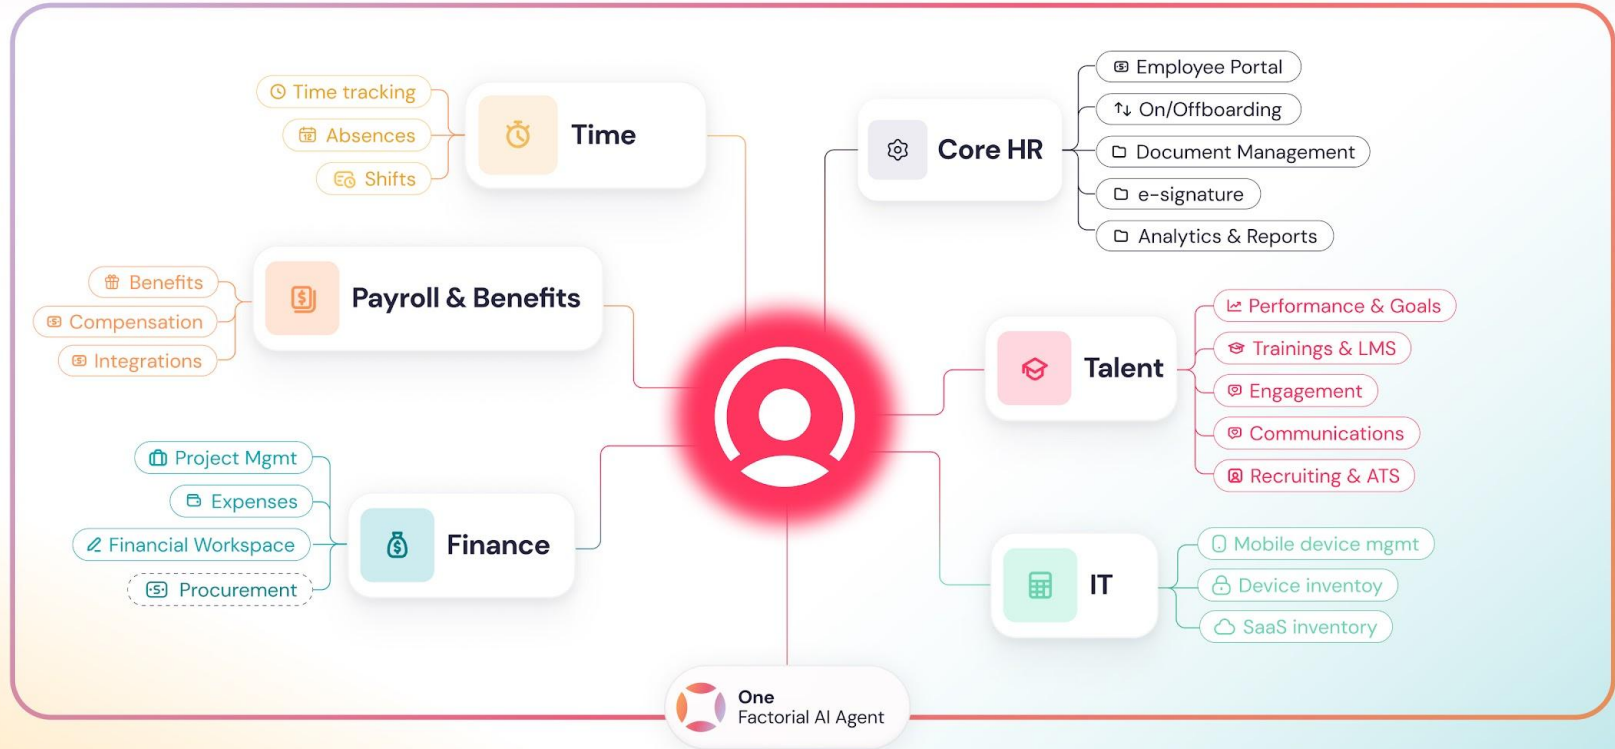 Time tracking
Absences
Shifts
Time
Core HR
Employee Portal
On/Offboarding
Document Management
e-signature
Analytics & Reports
Benefits
Compensation
Integrations
Payroll & Benefits
Talent
Performance & Goals
Trainings & LMS
Engagement
Communications
Recruiting & ATS
Project Mgmt
Expenses
Financial Workspace
Procurement
Finance
IT
Mobile device mgmt
Device inventoy
SaaS inventory
One
Factorial AI Agent